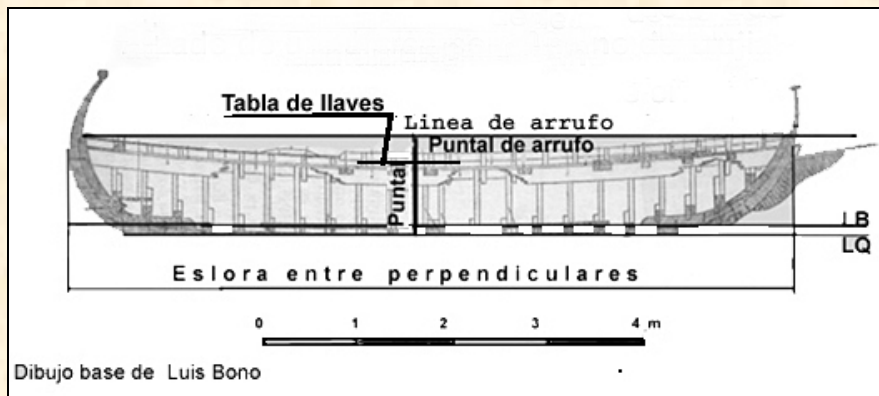 Tabla de llaves
Linea de arrufo
Puntal de arrufo
Puntal
LB
LQ
Eslora entre perpendiculares
0 1 2 3 4 m
Dibujo base de Luis Bono